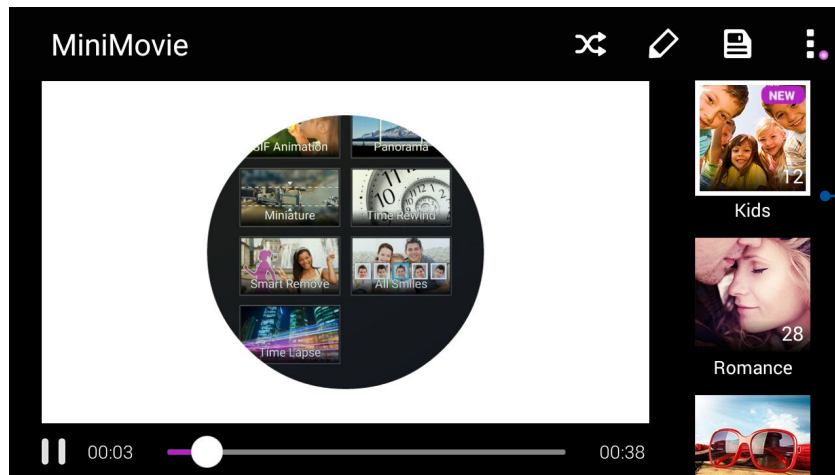 MiniMovie
NEW
12
Kids
GIF Animation
Panorama
Miniature
Time Rewind
Smart Remove
All Smiles
Time Lapse
28
Romance
00:03
00:38